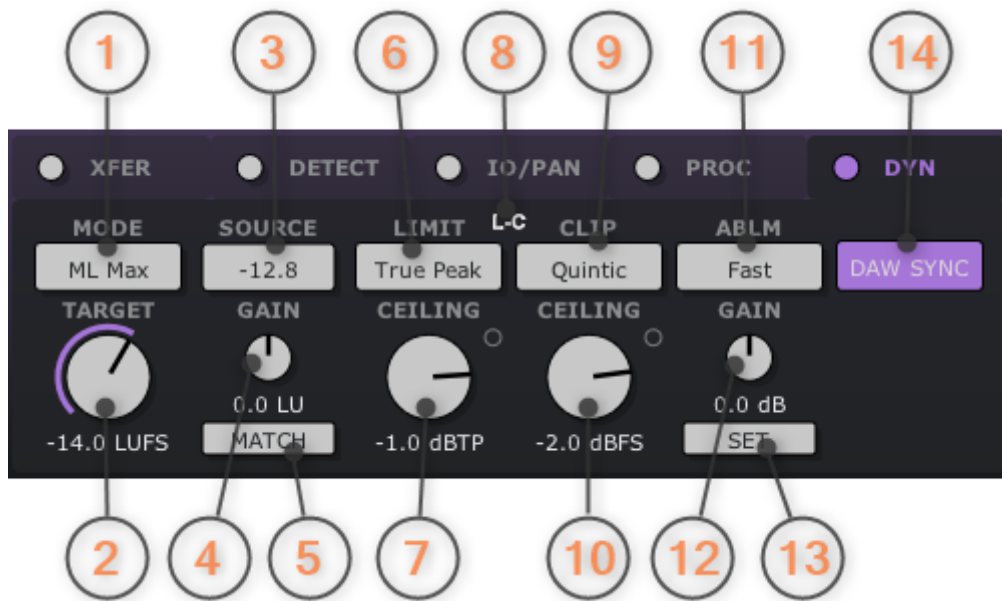 1 3 6 8 9 11 14
XFER DETECT IO/PAN PROC DYN
MODE SOURCE LIMIT L-C CLIP ABLM
ML Max -12.8 True Peak Quintic Fast DAW SYNC
TARGET GAIN CEILING CEILING GAIN
0.0 LU 0.0 dB
-14.0 LUFS MATCH -1.0 dBTP -2.0 dBFS SET
2 4 5 7 10 12 13